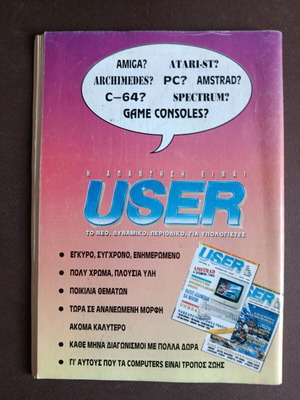 AMIGA? ATARI-ST?
ARCHIMEDES? PC? AMSTRAD?
C-64? SPECTRUM?
GAME CONSOLES?
Η ΑΠΑΝΤΗΣΗ ΕΙΝΑΙ
USER
ΤΟ ΝΕΟ, ΔΥΝΑΜΙΚΟ, ΠΕΡΙΟΔΙΚΟ, ΓΙΑ ΥΠΟΛΟΓΙΣΤΕΣ
● ΕΓΚΥΡΟ, ΣΥΓΧΡΟΝΟ, ΕΝΗΜΕΡΩΜΕΝΟ
● ΠΟΛΥ ΧΡΩΜΑ, ΠΛΟΥΣΙΑ ΥΛΗ
● ΠΟΙΚΙΛΙΑ ΘΕΜΑΤΩΝ
● ΤΩΡΑ ΣΕ ΑΝΑΝΕΩΜΕΝΗ ΜΟΡΦΗ
ΑΚΟΜΑ ΚΑΛΥΤΕΡΟ
● ΚΑΘΕ ΜΗΝΑ ΔΙΑΓΩΝΙΣΜΟΙ ΜΕ ΠΟΛΛΑ ΔΩΡΑ
● ΓΙ' ΑΥΤΟΥΣ ΠΟΥ ΤΑ COMPUTERS ΕΙΝΑΙ ΤΡΟΠΟΣ ΖΩΗΣ
USER
AMSTRAD
USER